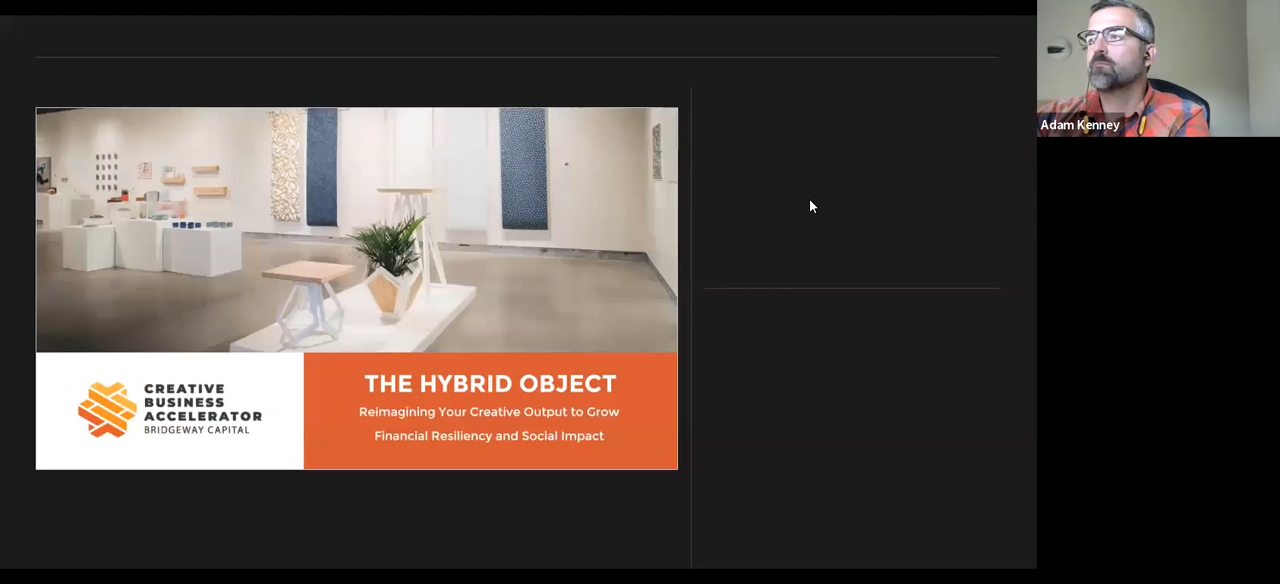 Adam Kenney
CREATIVE
BUSINESS
ACCELERATOR
BRIDGEWAY CAPITAL
THE HYBRID OBJECT
Reimagining Your Creative Output to Grow
Financial Resiliency and Social Impact